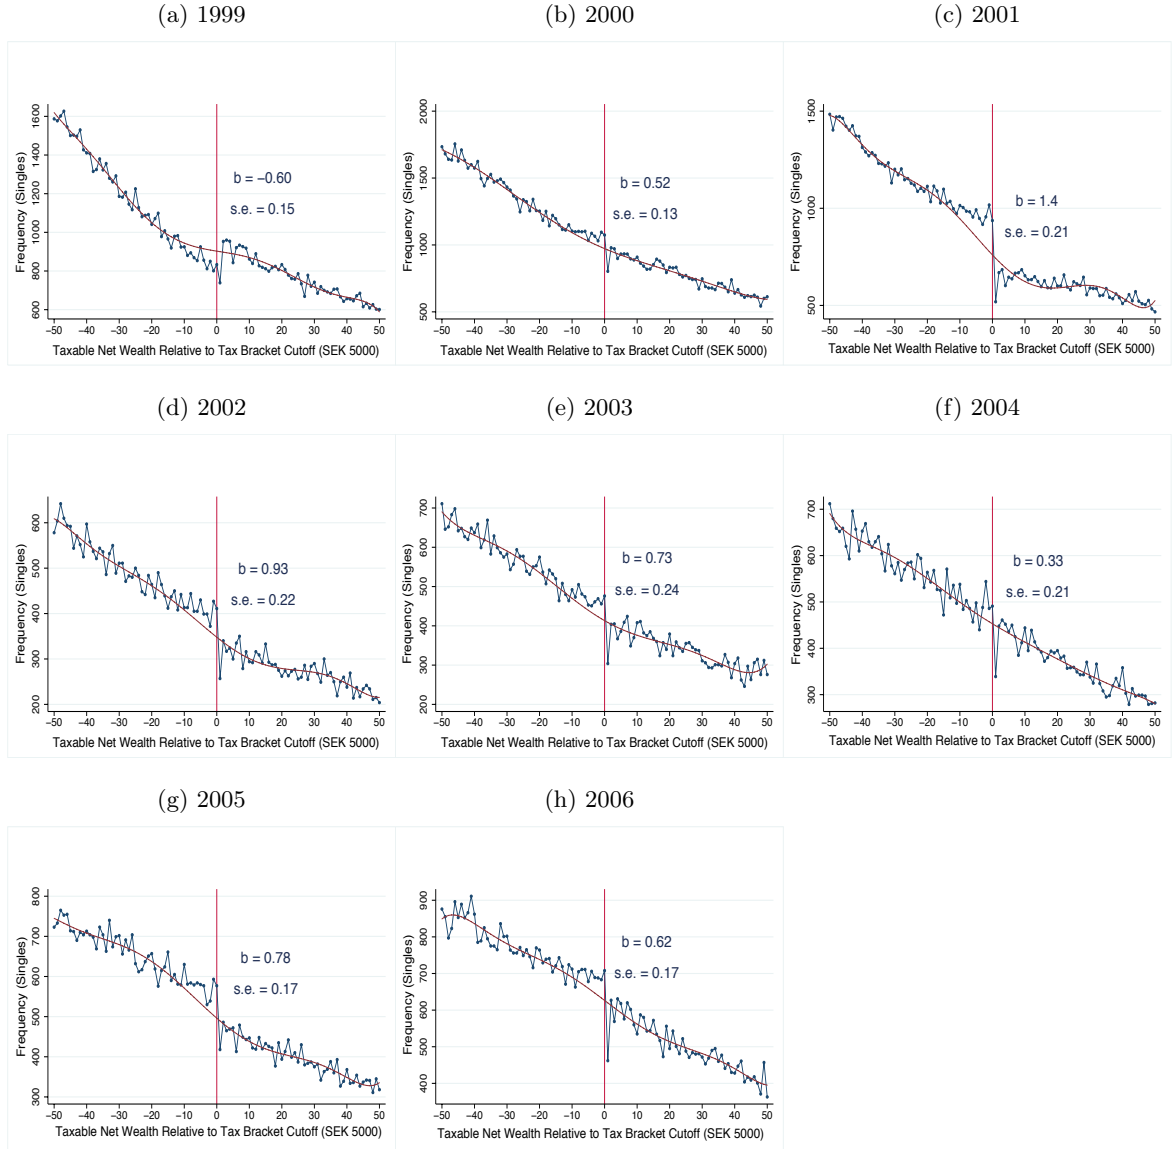 (a) 1999
Frequency (Singles)
1600
1400
1200
1000
800
600
b = −0.60
s.e. = 0.15
−50 −40 −30 −20 −10 0 10 20 30 40 50
Taxable Net Wealth Relative to Tax Bracket Cutoff (SEK 5000)
(b) 2000
Frequency (Singles)
2000
1500
1000
500
b = 0.52
s.e. = 0.13
−50 −40 −30 −20 −10 0 10 20 30 40 50
Taxable Net Wealth Relative to Tax Bracket Cutoff (SEK 5000)
(c) 2001
Frequency (Singles)
1500
1000
500
b = 1.4
s.e. = 0.21
−50 −40 −30 −20 −10 0 10 20 30 40 50
Taxable Net Wealth Relative to Tax Bracket Cutoff (SEK 5000)
(d) 2002
Frequency (Singles)
600
500
400
300
200
b = 0.93
s.e. = 0.22
−50 −40 −30 −20 −10 0 10 20 30 40 50
Taxable Net Wealth Relative to Tax Bracket Cutoff (SEK 5000)
(e) 2003
Frequency (Singles)
700
600
500
400
300
200
b = 0.73
s.e. = 0.24
−50 −40 −30 −20 −10 0 10 20 30 40 50
Taxable Net Wealth Relative to Tax Bracket Cutoff (SEK 5000)
(f) 2004
Frequency (Singles)
700
600
500
400
300
b = 0.33
s.e. = 0.21
−50 −40 −30 −20 −10 0 10 20 30 40 50
Taxable Net Wealth Relative to Tax Bracket Cutoff (SEK 5000)
(g) 2005
Frequency (Singles)
800
700
600
500
400
300
b = 0.78
s.e. = 0.17
−50 −40 −30 −20 −10 0 10 20 30 40 50
Taxable Net Wealth Relative to Tax Bracket Cutoff (SEK 5000)
(h) 2006
Frequency (Singles)
900
800
700
600
500
400
b = 0.62
s.e. = 0.17
−50 −40 −30 −20 −10 0 10 20 30 40 50
Taxable Net Wealth Relative to Tax Bracket Cutoff (SEK 5000)